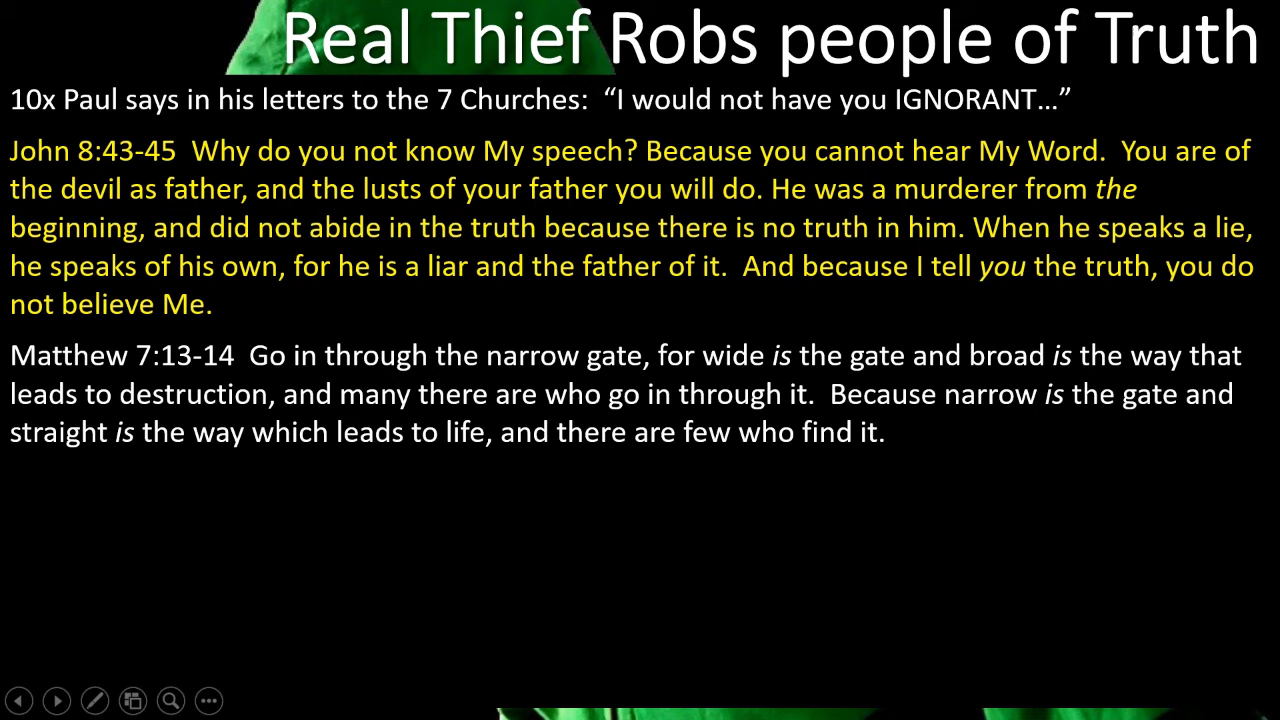 Real Thief Robs people of Truth
10x Paul says in his letters to the 7 Churches:  “I would not have you IGNORANT…”
John 8:43-45  Why do you not know My speech? Because you cannot hear My Word.  You are of
the devil as father, and the lusts of your father you will do. He was a murderer from the
beginning, and did not abide in the truth because there is no truth in him. When he speaks a lie,
he speaks of his own, for he is a liar and the father of it.  And because I tell you the truth, you do
not believe Me.
Matthew 7:13-14  Go in through the narrow gate, for wide is the gate and broad is the way that
leads to destruction, and many there are who go in through it.  Because narrow is the gate and
straight is the way which leads to life, and there are few who find it.